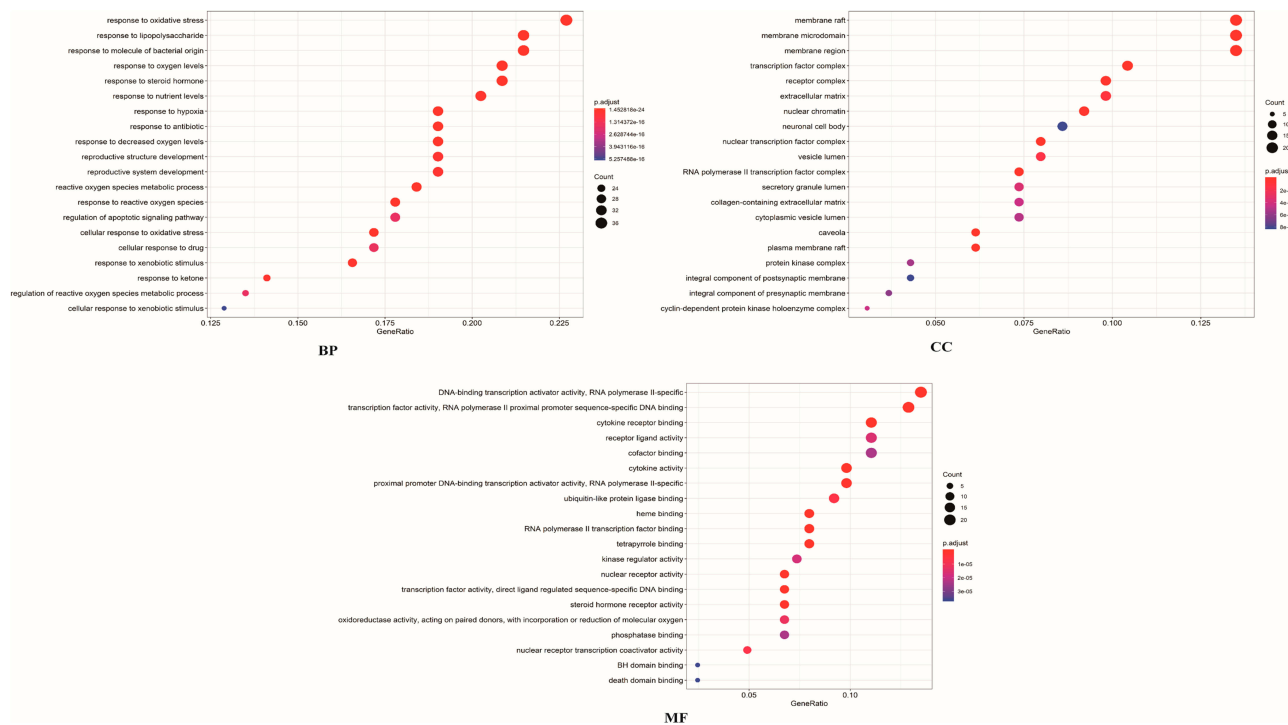 response to oxidative stress
response to lipopolysaccharide
response to molecule of bacterial origin
response to oxygen levels
response to steroid hormone
response to nutrient levels
response to hypoxia
response to antibiotic
response to decreased oxygen levels
reproductive structure development
reproductive system development
reactive oxygen species metabolic process
response to reactive oxygen species
regulation of apoptotic signaling pathway
cellular response to oxidative stress
cellular response to drug
response to xenobiotic stimulus
response to ketone
regulation of reactive oxygen species metabolic process
cellular response to xenobiotic stimulus
0.125 0.150 0.175 0.200 0.225
GeneRatio
BP
p.adjust
1.452818e-24
1.314372e-16
2.628744e-16
3.943116e-16
5.257488e-16
Count
24
28
32
36
membrane raft
membrane microdomain
membrane region
transcription factor complex
receptor complex
extracellular matrix
nuclear chromatin
neuronal cell body
nuclear transcription factor complex
vesicle lumen
RNA polymerase II transcription factor complex
secretory granule lumen
collagen-containing extracellular matrix
cytoplasmic vesicle lumen
caveola
plasma membrane raft
protein kinase complex
integral component of postsynaptic membrane
integral component of presynaptic membrane
cyclin-dependent protein kinase holoenzyme complex
0.050 0.075 0.100 0.125
GeneRatio
CC
Count
5
10
15
20
p.adjust
2e-
4e-
6e-
8e-
DNA-binding transcription activator activity, RNA polymerase II-specific
transcription factor activity, RNA polymerase II proximal promoter sequence-specific DNA binding
cytokine receptor binding
receptor ligand activity
cofactor binding
cytokine activity
proximal promoter DNA-binding transcription activator activity, RNA polymerase II-specific
ubiquitin-like protein ligase binding
heme binding
RNA polymerase II transcription factor binding
tetrapyrrole binding
kinase regulator activity
nuclear receptor activity
transcription factor activity, direct ligand regulated sequence-specific DNA binding
steroid hormone receptor activity
oxidoreductase activity, acting on paired donors, with incorporation or reduction of molecular oxygen
phosphatase binding
nuclear receptor transcription coactivator activity
BH domain binding
death domain binding
0.05 0.10
GeneRatio
MF
Count
5
10
15
20
p.adjust
1e-05
2e-05
3e-05